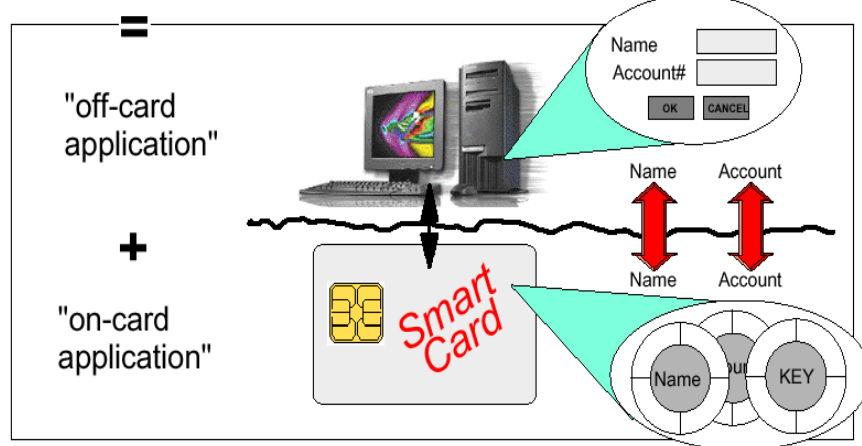 =
"off-card
application"
+
"on-card
application"
Name
Account#
OK CANCEL
Name Account
Name Account
Smart
Card
Name
KEY